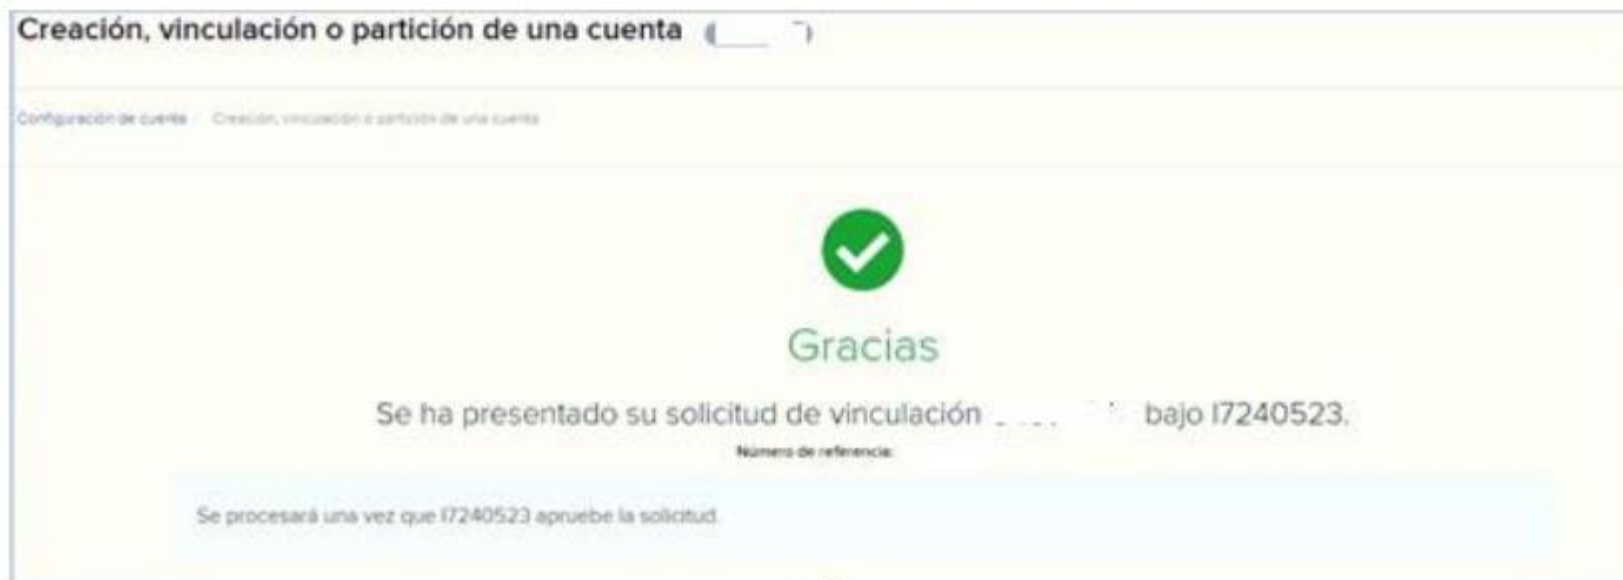 Creación, vinculación o partición de una cuenta
Configuración de cuenta / Creación, vinculación o partición de una cuenta
Gracias
Se ha presentado su solicitud de vinculación bajo I7240523.
Número de referencia:
Se procesará una vez que I7240523 apruebe la solicitud.